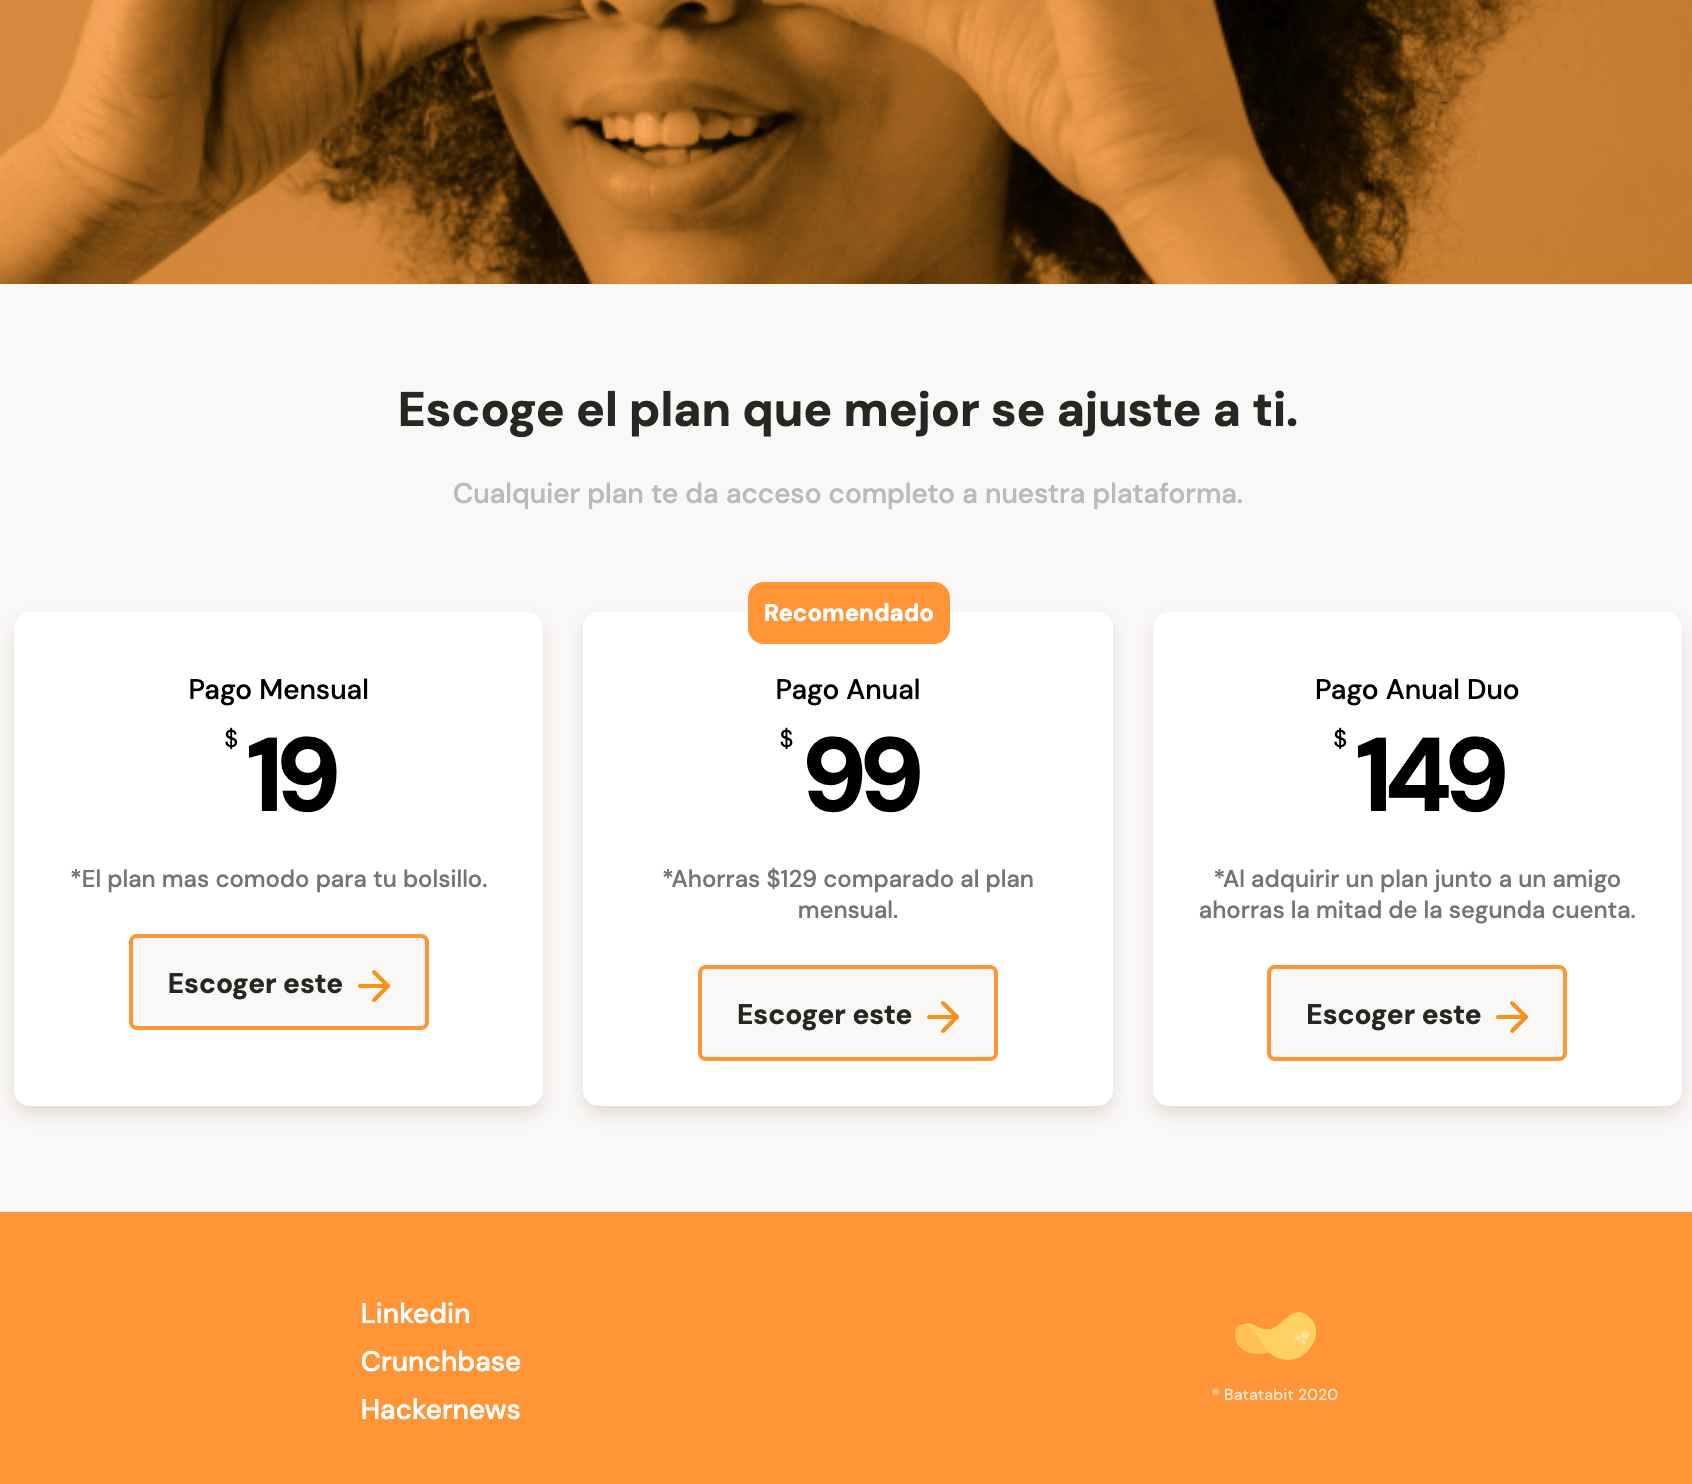 Escoge el plan que mejor se ajuste a ti.
Cualquier plan te da acceso completo a nuestra plataforma.
Pago Mensual
$ 19
*El plan mas comodo para tu bolsillo.
Escoger este
Recomendado
Pago Anual
$ 99
*Ahorras $129 comparado al plan
mensual.
Escoger este
Pago Anual Duo
$ 149
*Al adquirir un plan junto a un amigo
ahorras la mitad de la segunda cuenta.
Escoger este
Linkedin
Crunchbase
Hackernews
® Batatabit 2020